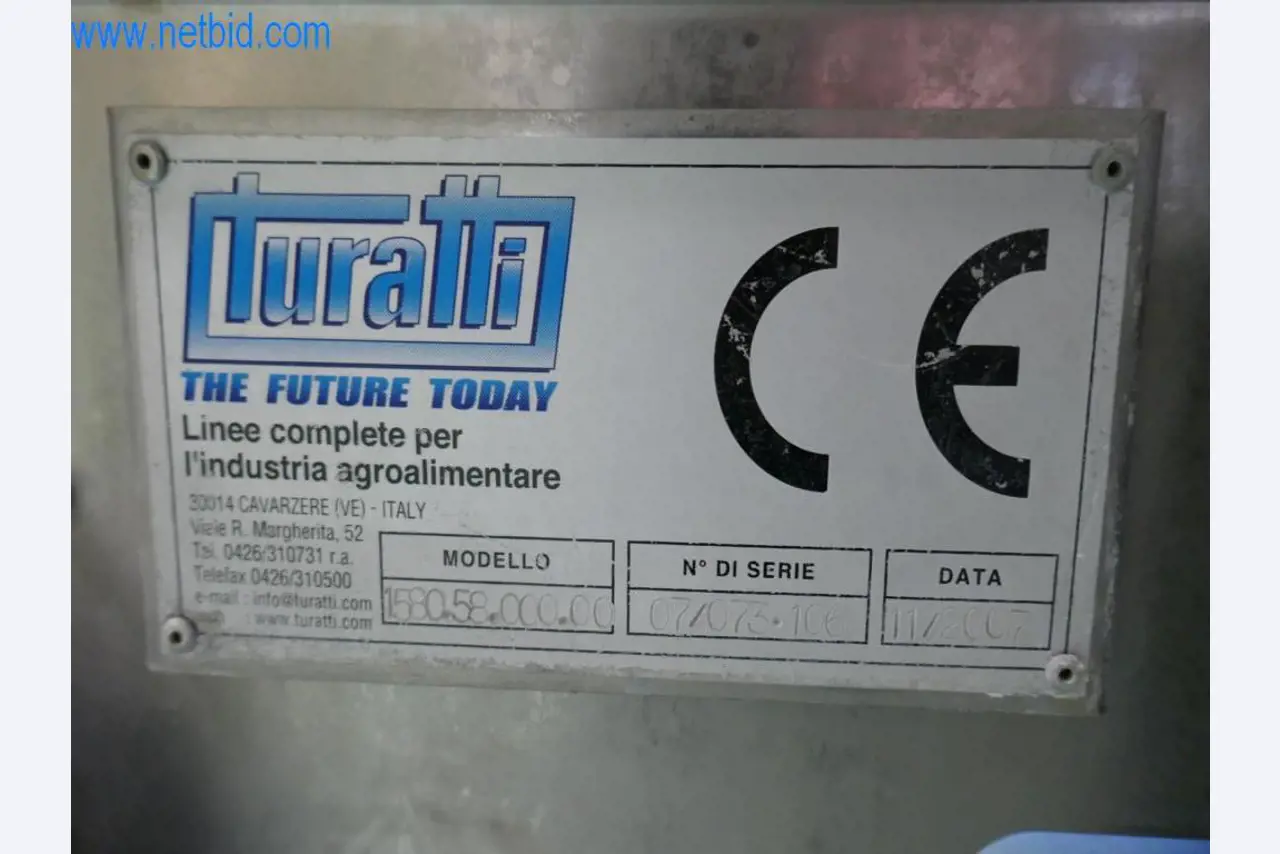 www.netbid.com
turatti
THE FUTURE TODAY
Linee complete per
l'industria agroalimentare
30014 CAVARZERE (VE) - ITALY
Viale R. Margherita, 52
Tel. 0426/310731 r.a.
Telefax 0426/310500
e-mail : info@turatti.com
: www.turatti.com
CE
MODELLO
1580.58.000.00
N° DI SERIE
07/073.106
DATA
11/2007